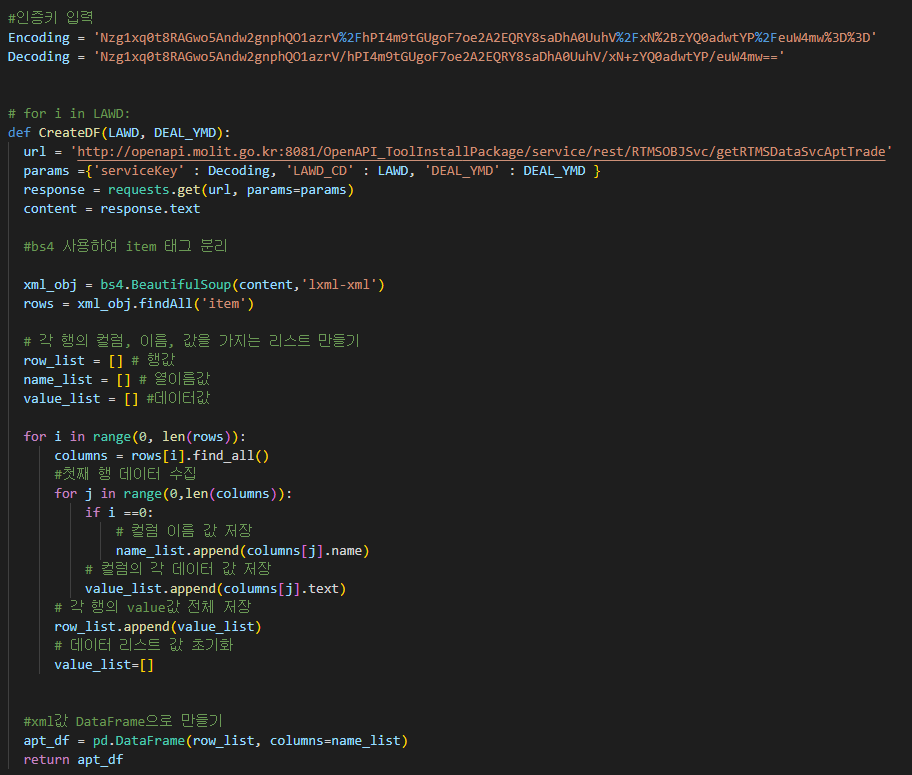 #인증키 입력
Encoding = 'Nzg1xq0t8RAGwo5Andw2gnphQO1azrV%2FhPI4m9tGUgoF7oe2A2EQRY8saDhA0UuhV%2FxN%2BzYQ0adwtYP%2FeuW4mw%3D%3D'
Decoding = 'Nzg1xq0t8RAGwo5Andw2gnphQO1azrV/hPI4m9tGUgoF7oe2A2EQRY8saDhA0UuhV/xN+zYQ0adwtYP/euW4mw=='
# for i in LAWD:
def CreateDF(LAWD, DEAL_YMD):
url = 'http://openapi.molit.go.kr:8081/OpenAPI_ToolInstallPackage/service/rest/RTMSOBJSvc/getRTMSDataSvcAptTrade'
params ={'serviceKey' : Decoding, 'LAWD_CD' : LAWD, 'DEAL_YMD' : DEAL_YMD }
response = requests.get(url, params=params)
content = response.text
#bs4 사용하여 item 태그 분리
xml_obj = bs4.BeautifulSoup(content,'lxml-xml')
rows = xml_obj.findAll('item')
# 각 행의 컬럼, 이름, 값을 가지는 리스트 만들기
row_list = [] # 행값
name_list = [] # 열이름값
value_list = [] #데이터값
for i in range(0, len(rows)):
columns = rows[i].find_all()
#첫째 행 데이터 수집
for j in range(0,len(columns)):
if i ==0:
# 컬럼 이름 값 저장
name_list.append(columns[j].name)
# 컬럼의 각 데이터 값 저장
value_list.append(columns[j].text)
# 각 행의 value값 전체 저장
row_list.append(value_list)
# 데이터 리스트 값 초기화
value_list=[]
#xml값 DataFrame으로 만들기
apt_df = pd.DataFrame(row_list, columns=name_list)
return apt_df